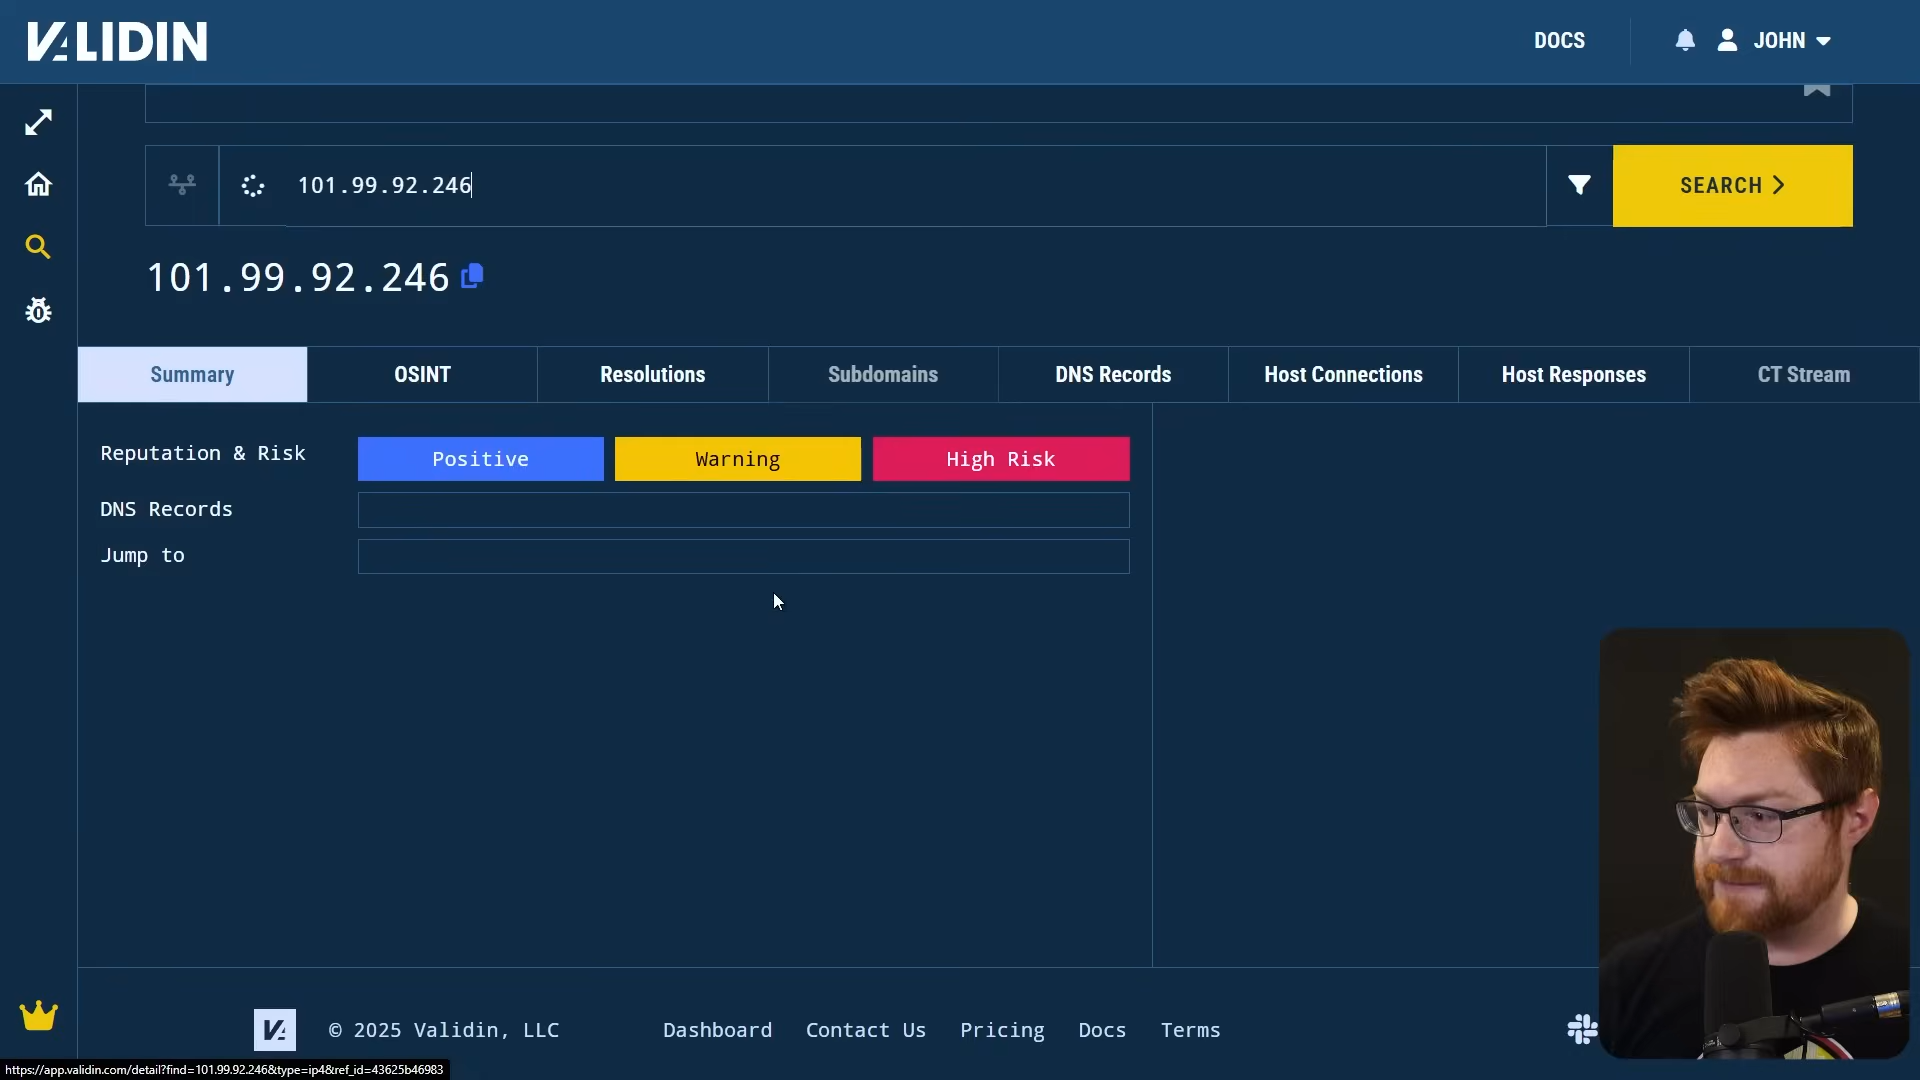 VALIDIN
DOCS
JOHN
101.99.92.246
SEARCH
101.99.92.246
Summary
OSINT
Resolutions
Subdomains
DNS Records
Host Connections
Host Responses
CT Stream
Reputation & Risk
Positive
Warning
High Risk
DNS Records
Jump to
© 2025 Validin, LLC
Dashboard
Contact Us
Pricing
Docs
Terms
https://app.validin.com/detail?find=101.99.92.246&type=ip4&ref_id=43625b46983